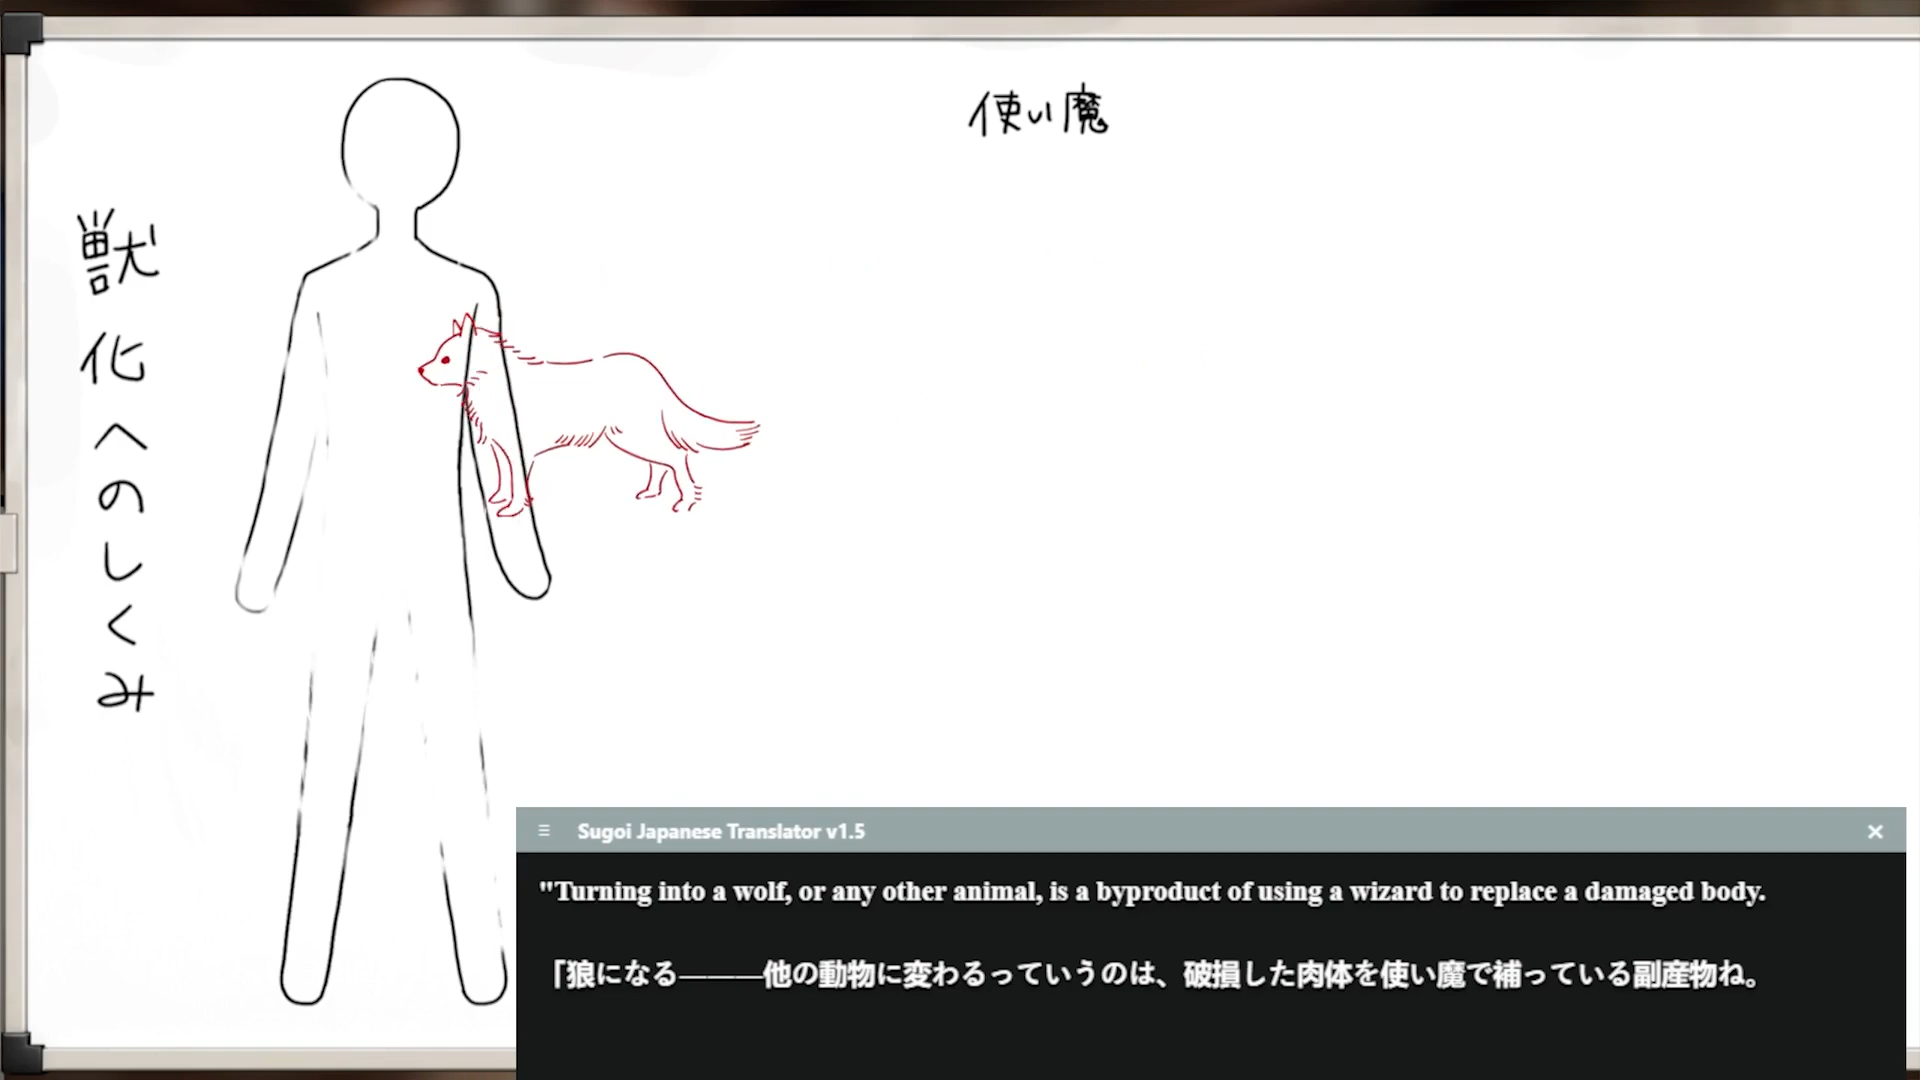 使い魔
獣化へのしくみ
Sugoi Japanese Translator v1.5
"Turning into a wolf, or any other animal, is a byproduct of using a wizard to replace a damaged body.
「狼になる―――他の動物に変わるっていうのは、破損した肉体を使い魔で補っている副産物ね。